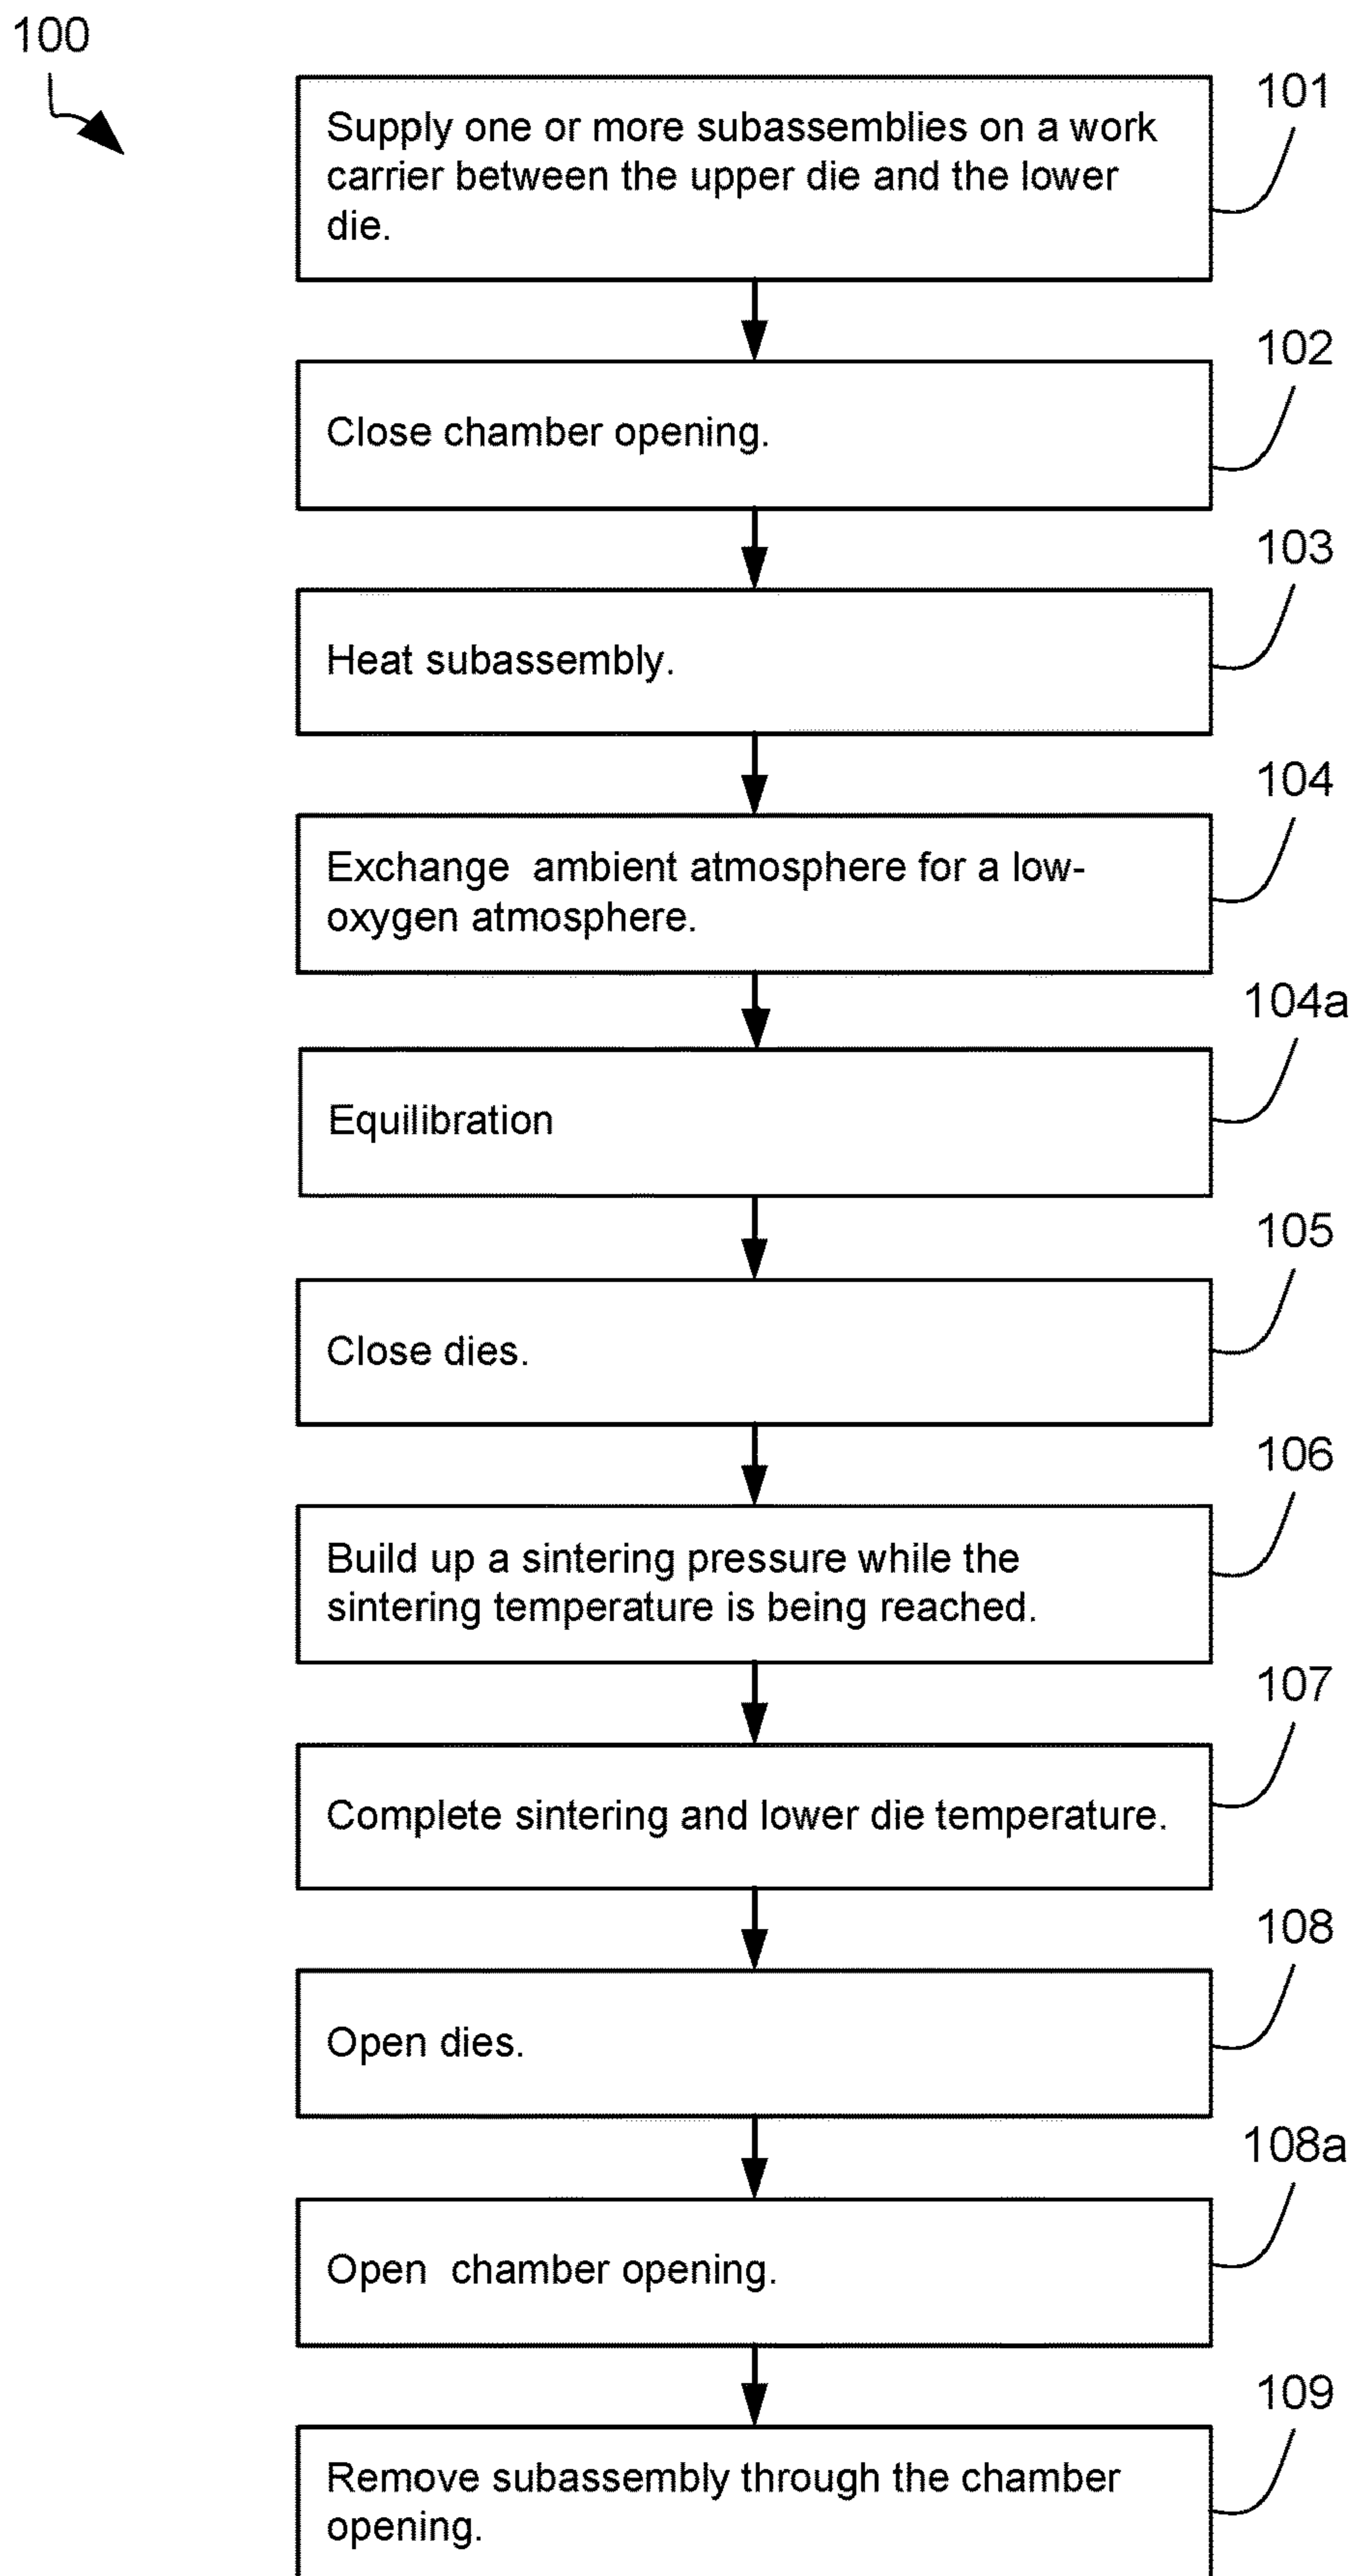 100
101
Supply one or more subassemblies on a work
carrier between the upper die and the lower
die.
102
Close chamber opening.
103
Heat subassembly.
104
Exchange ambient atmosphere for a low-
oxygen atmosphere.
104a
Equilibration
105
Close dies.
106
Build up a sintering pressure while the
sintering temperature is being reached.
107
Complete sintering and lower die temperature.
108
Open dies.
108a
Open chamber opening.
109
Remove subassembly through the chamber
opening.